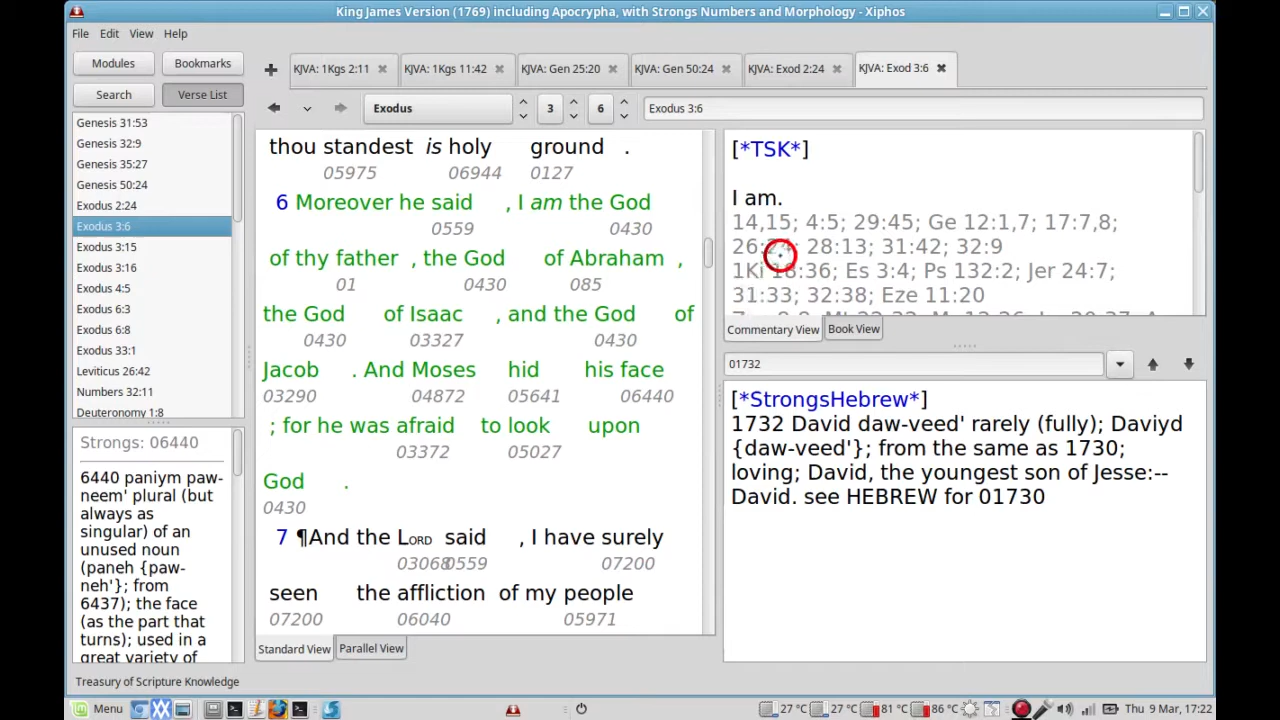 King James Version (1769) including Apocrypha, with Strongs Numbers and Morphology - Xiphos
File Edit View Help
Modules Bookmarks
Search Verse List
KJVA: 1Kgs 2:11 KJVA: 1Kgs 11:42 KJVA: Gen 25:20 KJVA: Gen 50:24 KJVA: Exod 2:24 KJVA: Exod 3:6
Exodus 3 6 Exodus 3:6
Genesis 31:53
Genesis 32:9
Genesis 35:27
Genesis 50:24
Exodus 2:24
Exodus 3:6
Exodus 3:15
Exodus 3:16
Exodus 4:5
Exodus 6:3
Exodus 6:8
Exodus 33:1
Leviticus 26:42
Numbers 32:11
Deuteronomy 1:8
Strongs: 06440
6440 paniym paw-
neem' plural (but
always as
singular) of an
unused noun
(paneh {paw-
neh'}; from
6437); the face
(as the part that
turns); used in a
great variety of
thou standest is holy ground .
05975 06944 0127
6 Moreover he said , I am the God
0559 0430
of thy father , the God of Abraham ,
01 0430 085
the God of Isaac , and the God of
0430 03327 0430
Jacob . And Moses hid his face
03290 04872 05641 06440
; for he was afraid to look upon
03372 05027
God .
0430
7 ¶And the LORD said , I have surely
03068 0559 07200
seen the affliction of my people
07200 06040 05971
Standard View Parallel View
[*TSK*]
I am.
14,15; 4:5; 29:45; Ge 12:1,7; 17:7,8;
26:24; 28:13; 31:42; 32:9
1Ki 18:36; Es 3:4; Ps 132:2; Jer 24:7;
31:33; 32:38; Eze 11:20
Commentary View Book View
01732
[*StrongsHebrew*]
1732 David daw-veed' rarely (fully); Daviyd
{daw-veed'}; from the same as 1730;
loving; David, the youngest son of Jesse:--
David. see HEBREW for 01730
Treasury of Scripture Knowledge
Menu 27 °C 27 °C 81 °C 86 °C Thu 9 Mar, 17:22